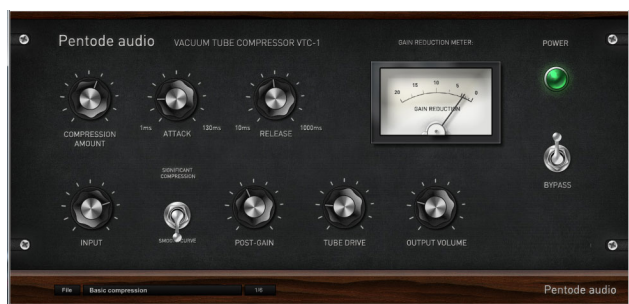 Pentode audio VACUUM TUBE COMPRESSOR VTC-1
GAIN REDUCTION METER:
POWER
20 15 10 5 0
GAIN REDUCTION
COMPRESSION
AMOUNT
1ms ATTACK 130ms
10ms RELEASE 1000ms
BYPASS
SIGNIFICANT
COMPRESSION
INPUT
POST-GAIN
TUBE DRIVE
OUTPUT VOLUME
File Basic compression 1/6
Pentode audio